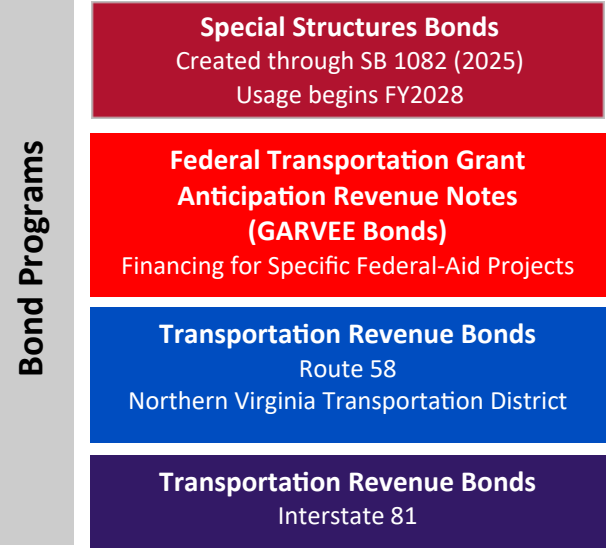 Bond Programs
Special Structures Bonds
Created through SB 1082 (2025)
Usage begins FY2028
Federal Transportation Grant
Anticipation Revenue Notes
(GARVEE Bonds)
Financing for Specific Federal-Aid Projects
Transportation Revenue Bonds
Route 58
Northern Virginia Transportation District
Transportation Revenue Bonds
Interstate 81